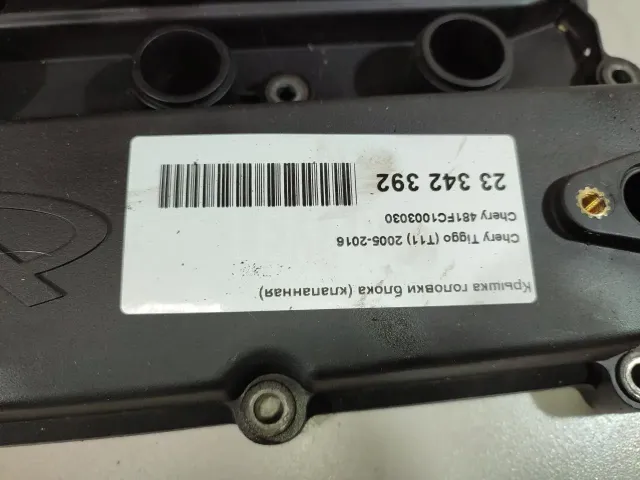 Крышка головки блока (клапанная)
Chery Tiggo (T11) 2005-2016
Chery 481FC1003030
23 342 392